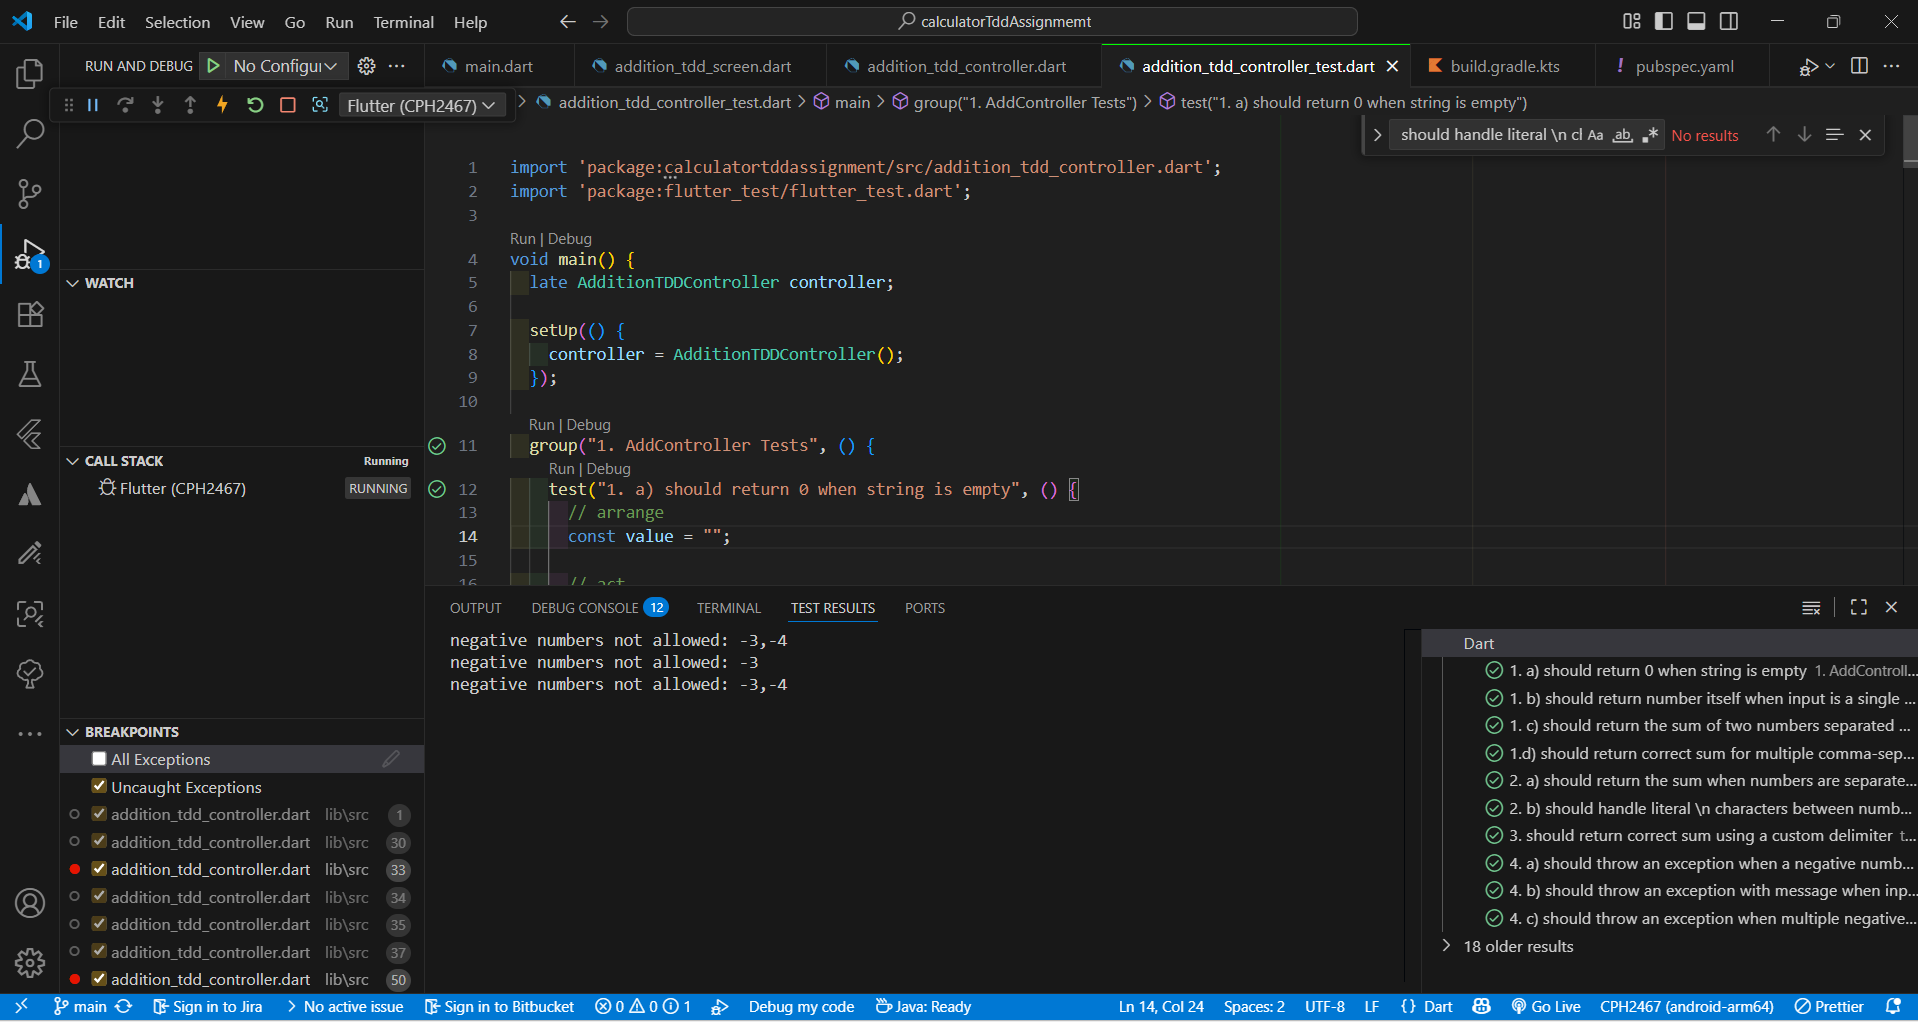 File Edit Selection View Go Run Terminal Help
calculatorTddAssignmemt
RUN AND DEBUG No Configur
main.dart
addition_tdd_screen.dart
addition_tdd_controller.dart
addition_tdd_controller_test.dart
build.gradle.kts
! pubspec.yaml
Flutter (CPH2467)
addition_tdd_controller_test.dart > main > group("1. AddController Tests") > test("1. a) should return 0 when string is empty")
should handle literal \n cl Aa ab No results
1 import 'package:calculatortddassignment/src/addition_tdd_controller.dart';
2 import 'package:flutter_test/flutter_test.dart';
3
Run | Debug
4 void main() {
5 late AdditionTDDController controller;
6
7 setUp(() {
8 controller = AdditionTDDController();
9 });
10
Run | Debug
11 group("1. AddController Tests", () {
Run | Debug
12 test("1. a) should return 0 when string is empty", () {
13 // arrange
14 const value = "";
15
16 // act
WATCH
CALL STACK Running
Flutter (CPH2467) RUNNING
BREAKPOINTS
All Exceptions
Uncaught Exceptions
addition_tdd_controller.dart lib\src 1
addition_tdd_controller.dart lib\src 30
addition_tdd_controller.dart lib\src 33
addition_tdd_controller.dart lib\src 34
addition_tdd_controller.dart lib\src 35
addition_tdd_controller.dart lib\src 37
addition_tdd_controller.dart lib\src 50
1
OUTPUT DEBUG CONSOLE 12 TERMINAL TEST RESULTS PORTS
negative numbers not allowed: -3,-4
negative numbers not allowed: -3
negative numbers not allowed: -3,-4
Dart
1. a) should return 0 when string is empty 1. AddControll...
1. b) should return number itself when input is a single ...
1. c) should return the sum of two numbers separated ...
1.d) should return correct sum for multiple comma-sep...
2. a) should return the sum when numbers are separate...
2. b) should handle literal \n characters between numb...
3. should return correct sum using a custom delimiter t...
4. a) should throw an exception when a negative numb...
4. b) should throw an exception with message when inp...
4. c) should throw an exception when multiple negative...
18 older results
main Sign in to Jira No active issue Sign in to Bitbucket 0 0 1 Debug my code Java: Ready Ln 14, Col 24 Spaces: 2 UTF-8 LF {} Dart Go Live CPH2467 (android-arm64) Prettier